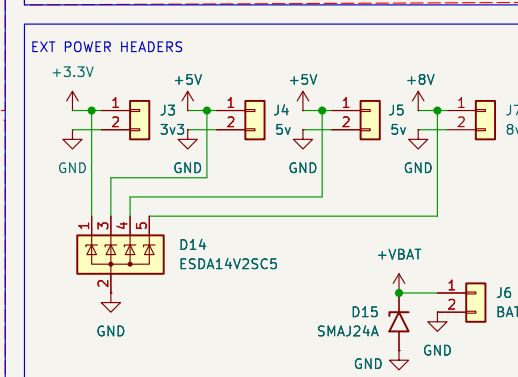 EXT POWER HEADERS
+3.3V
+5V
+5V
+8V
1
2
J3
3v3
1
2
J4
5v
1
2
J5
5v
1
2
J7
8v
GND
GND
GND
GND
1
3
4
5
D14
ESDA14V2SC5
2
GND
+VBAT
1
2
J6
BAT
D15
SMAJ24A
GND
GND